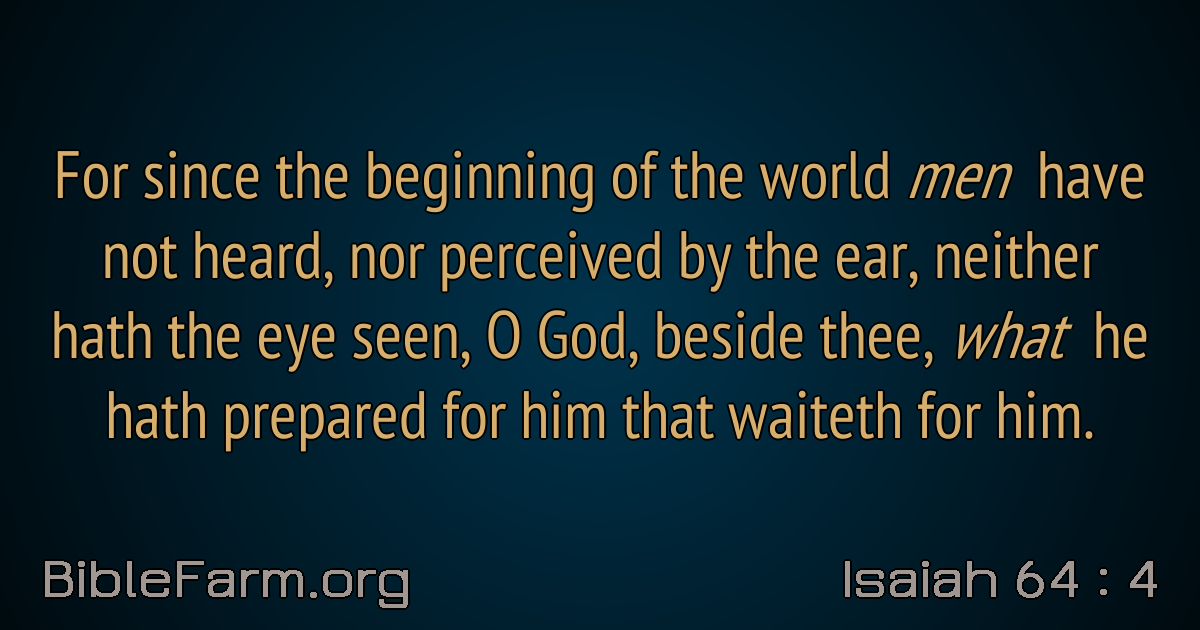 For since the beginning of the world men have
not heard, nor perceived by the ear, neither
hath the eye seen, O God, beside thee, what he
hath prepared for him that waiteth for him.
BibleFarm.org
Isaiah 64 : 4